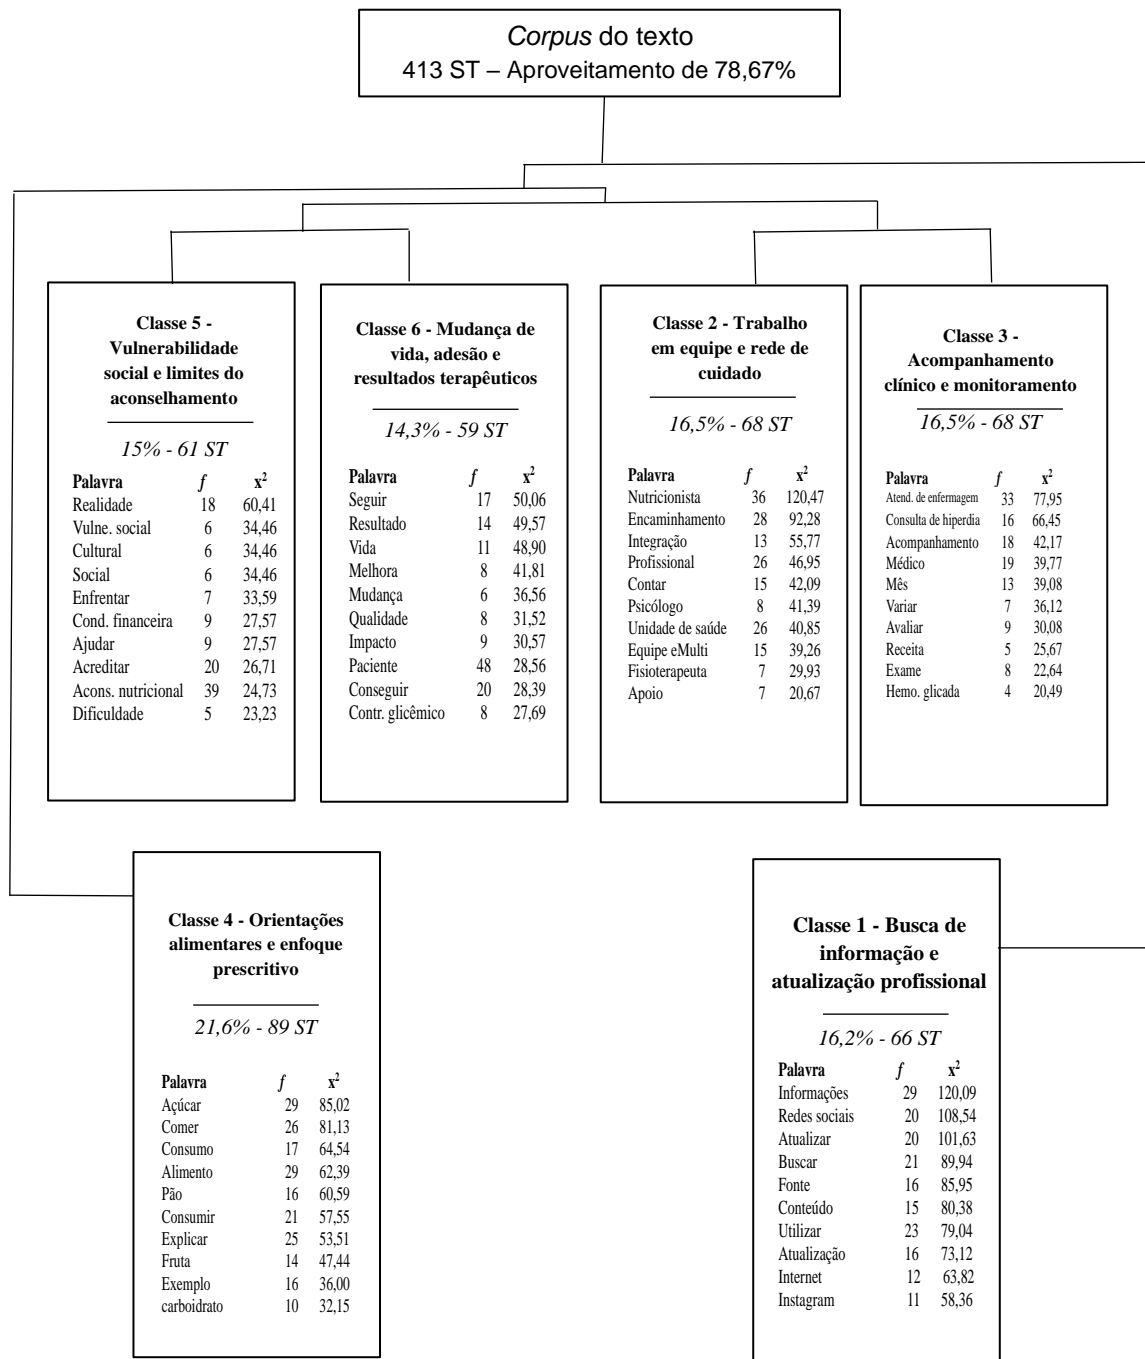 Corpus do texto
413 ST – Aproveitamento de 78,67%
Classe 5 -
Vulnerabilidade
social e limites do
aconselhamento
15% - 61 ST
Palavra f x²
Realidade 18 60,41
Vulne. social 6 34,46
Cultural 6 34,46
Social 6 34,46
Enfrentar 7 33,59
Cond. financeira 9 27,57
Ajudar 9 27,57
Acreditar 20 26,71
Acons. nutricional 39 24,73
Dificuldade 5 23,23
Classe 6 - Mudança de
vida, adesão e
resultados terapêuticos
14,3% - 59 ST
Palavra f x²
Seguir 17 50,06
Resultado 14 49,57
Vida 11 48,90
Melhora 8 41,81
Mudança 6 36,56
Qualidade 8 31,52
Impacto 9 30,57
Paciente 48 28,56
Conseguir 20 28,39
Contr. glicêmico 8 27,69
Classe 2 - Trabalho
em equipe e rede de
cuidado
16,5% - 68 ST
Palavra f x²
Nutricionista 36 120,47
Encaminhamento 28 92,28
Integração 13 55,77
Profissional 26 46,95
Contar 15 42,09
Psicólogo 8 41,39
Unidade de saúde 26 40,85
Equipe eMulti 15 39,26
Fisioterapeuta 7 29,93
Apoio 7 20,67
Classe 3 -
Acompanhamento
clínico e monitoramento
16,5% - 68 ST
Palavra f x²
Atend. de enfermagem 33 77,95
Consulta de hiperdia 16 66,45
Acompanhamento 18 42,17
Médico 19 39,77
Mês 13 39,08
Variar 7 36,12
Avaliar 9 30,08
Receita 5 25,67
Exame 8 22,64
Hemo. glicada 4 20,49
Classe 4 - Orientações
alimentares e enfoque
prescritivo
21,6% - 89 ST
Palavra f x²
Açúcar 29 85,02
Comer 26 81,13
Consumo 17 64,54
Alimento 29 62,39
Pão 16 60,59
Consumir 21 57,55
Explicar 25 53,51
Fruta 14 47,44
Exemplo 16 36,00
carboidrato 10 32,15
Classe 1 - Busca de
informação e
atualização profissional
16,2% - 66 ST
Palavra f x²
Informações 29 120,09
Redes sociais 20 108,54
Atualizar 20 101,63
Buscar 21 89,94
Fonte 16 85,95
Conteúdo 15 80,38
Utilizar 23 79,04
Atualização 16 73,12
Internet 12 63,82
Instagram 11 58,36